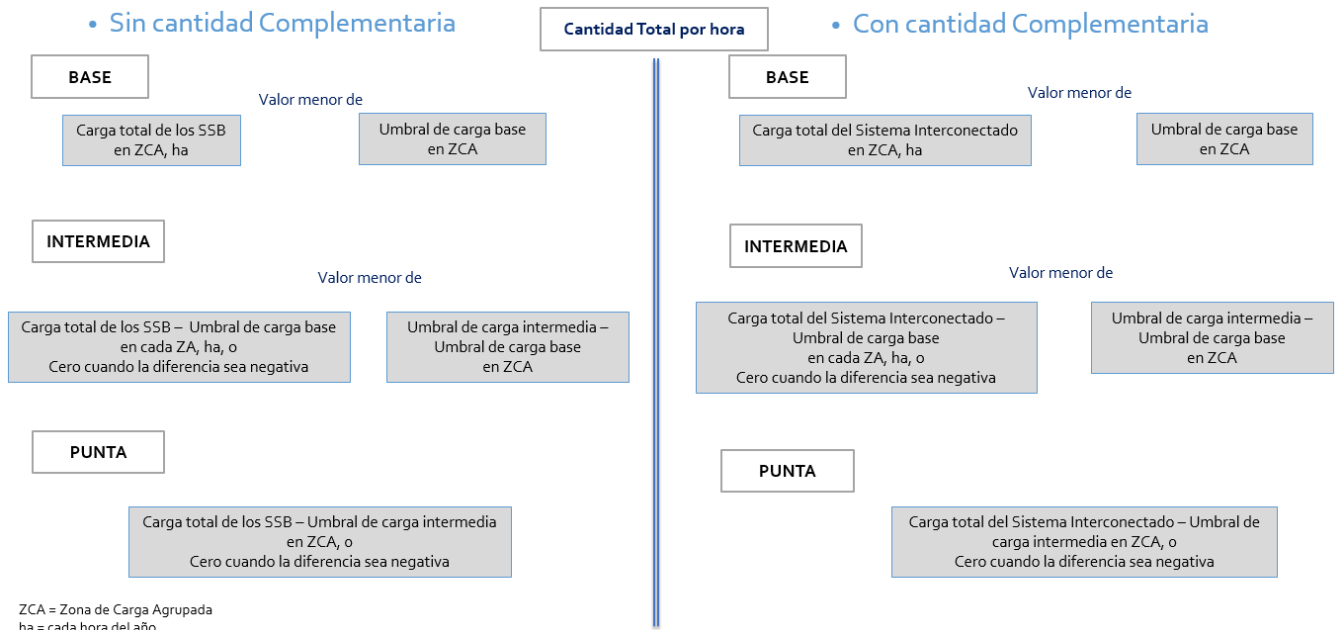 • Sin cantidad Complementaria
Cantidad Total por hora
• Con cantidad Complementaria
BASE
Valor menor de
Carga total de los SSB
en ZCA, ha
Umbral de carga base
en ZCA
INTERMEDIA
Valor menor de
Carga total de los SSB – Umbral de carga base
en cada ZA, ha, o
Cero cuando la diferencia sea negativa
Umbral de carga intermedia –
Umbral de carga base
en ZCA
PUNTA
Carga total de los SSB – Umbral de carga intermedia
en ZCA, o
Cero cuando la diferencia sea negativa
ZCA = Zona de Carga Agrupada
ha = cada hora del año
BASE
Valor menor de
Carga total del Sistema Interconectado
en ZCA, ha
Umbral de carga base
en ZCA
INTERMEDIA
Valor menor de
Carga total del Sistema Interconectado –
Umbral de carga base
en cada ZA, ha, o
Cero cuando la diferencia sea negativa
Umbral de carga intermedia –
Umbral de carga base
en ZCA
PUNTA
Carga total del Sistema Interconectado – Umbral de
carga intermedia en ZCA, o
Cero cuando la diferencia sea negativa